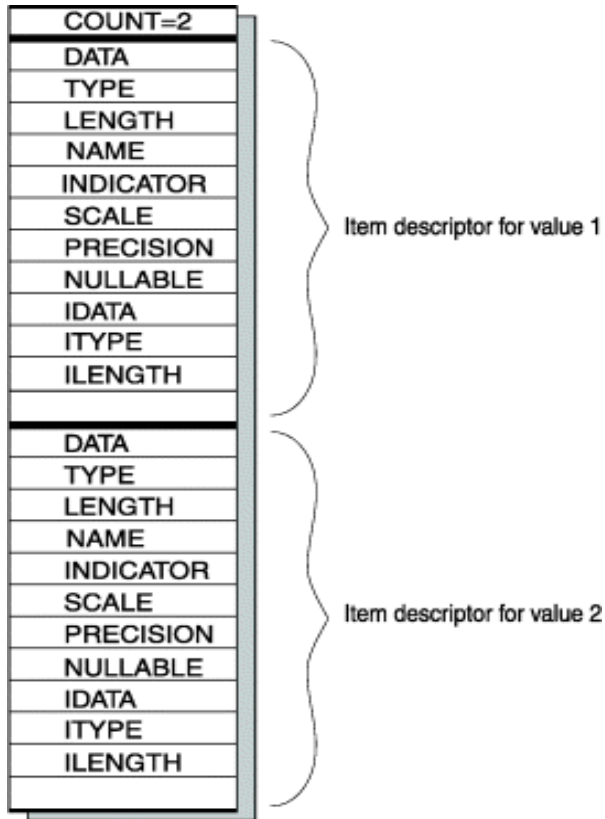 COUNT=2
DATA
TYPE
LENGTH
NAME
INDICATOR
SCALE
PRECISION
NULLABLE
IDATA
ITYPE
ILENGTH
Item descriptor for value 1
DATA
TYPE
LENGTH
NAME
INDICATOR
SCALE
PRECISION
NULLABLE
IDATA
ITYPE
ILENGTH
Item descriptor for value 2